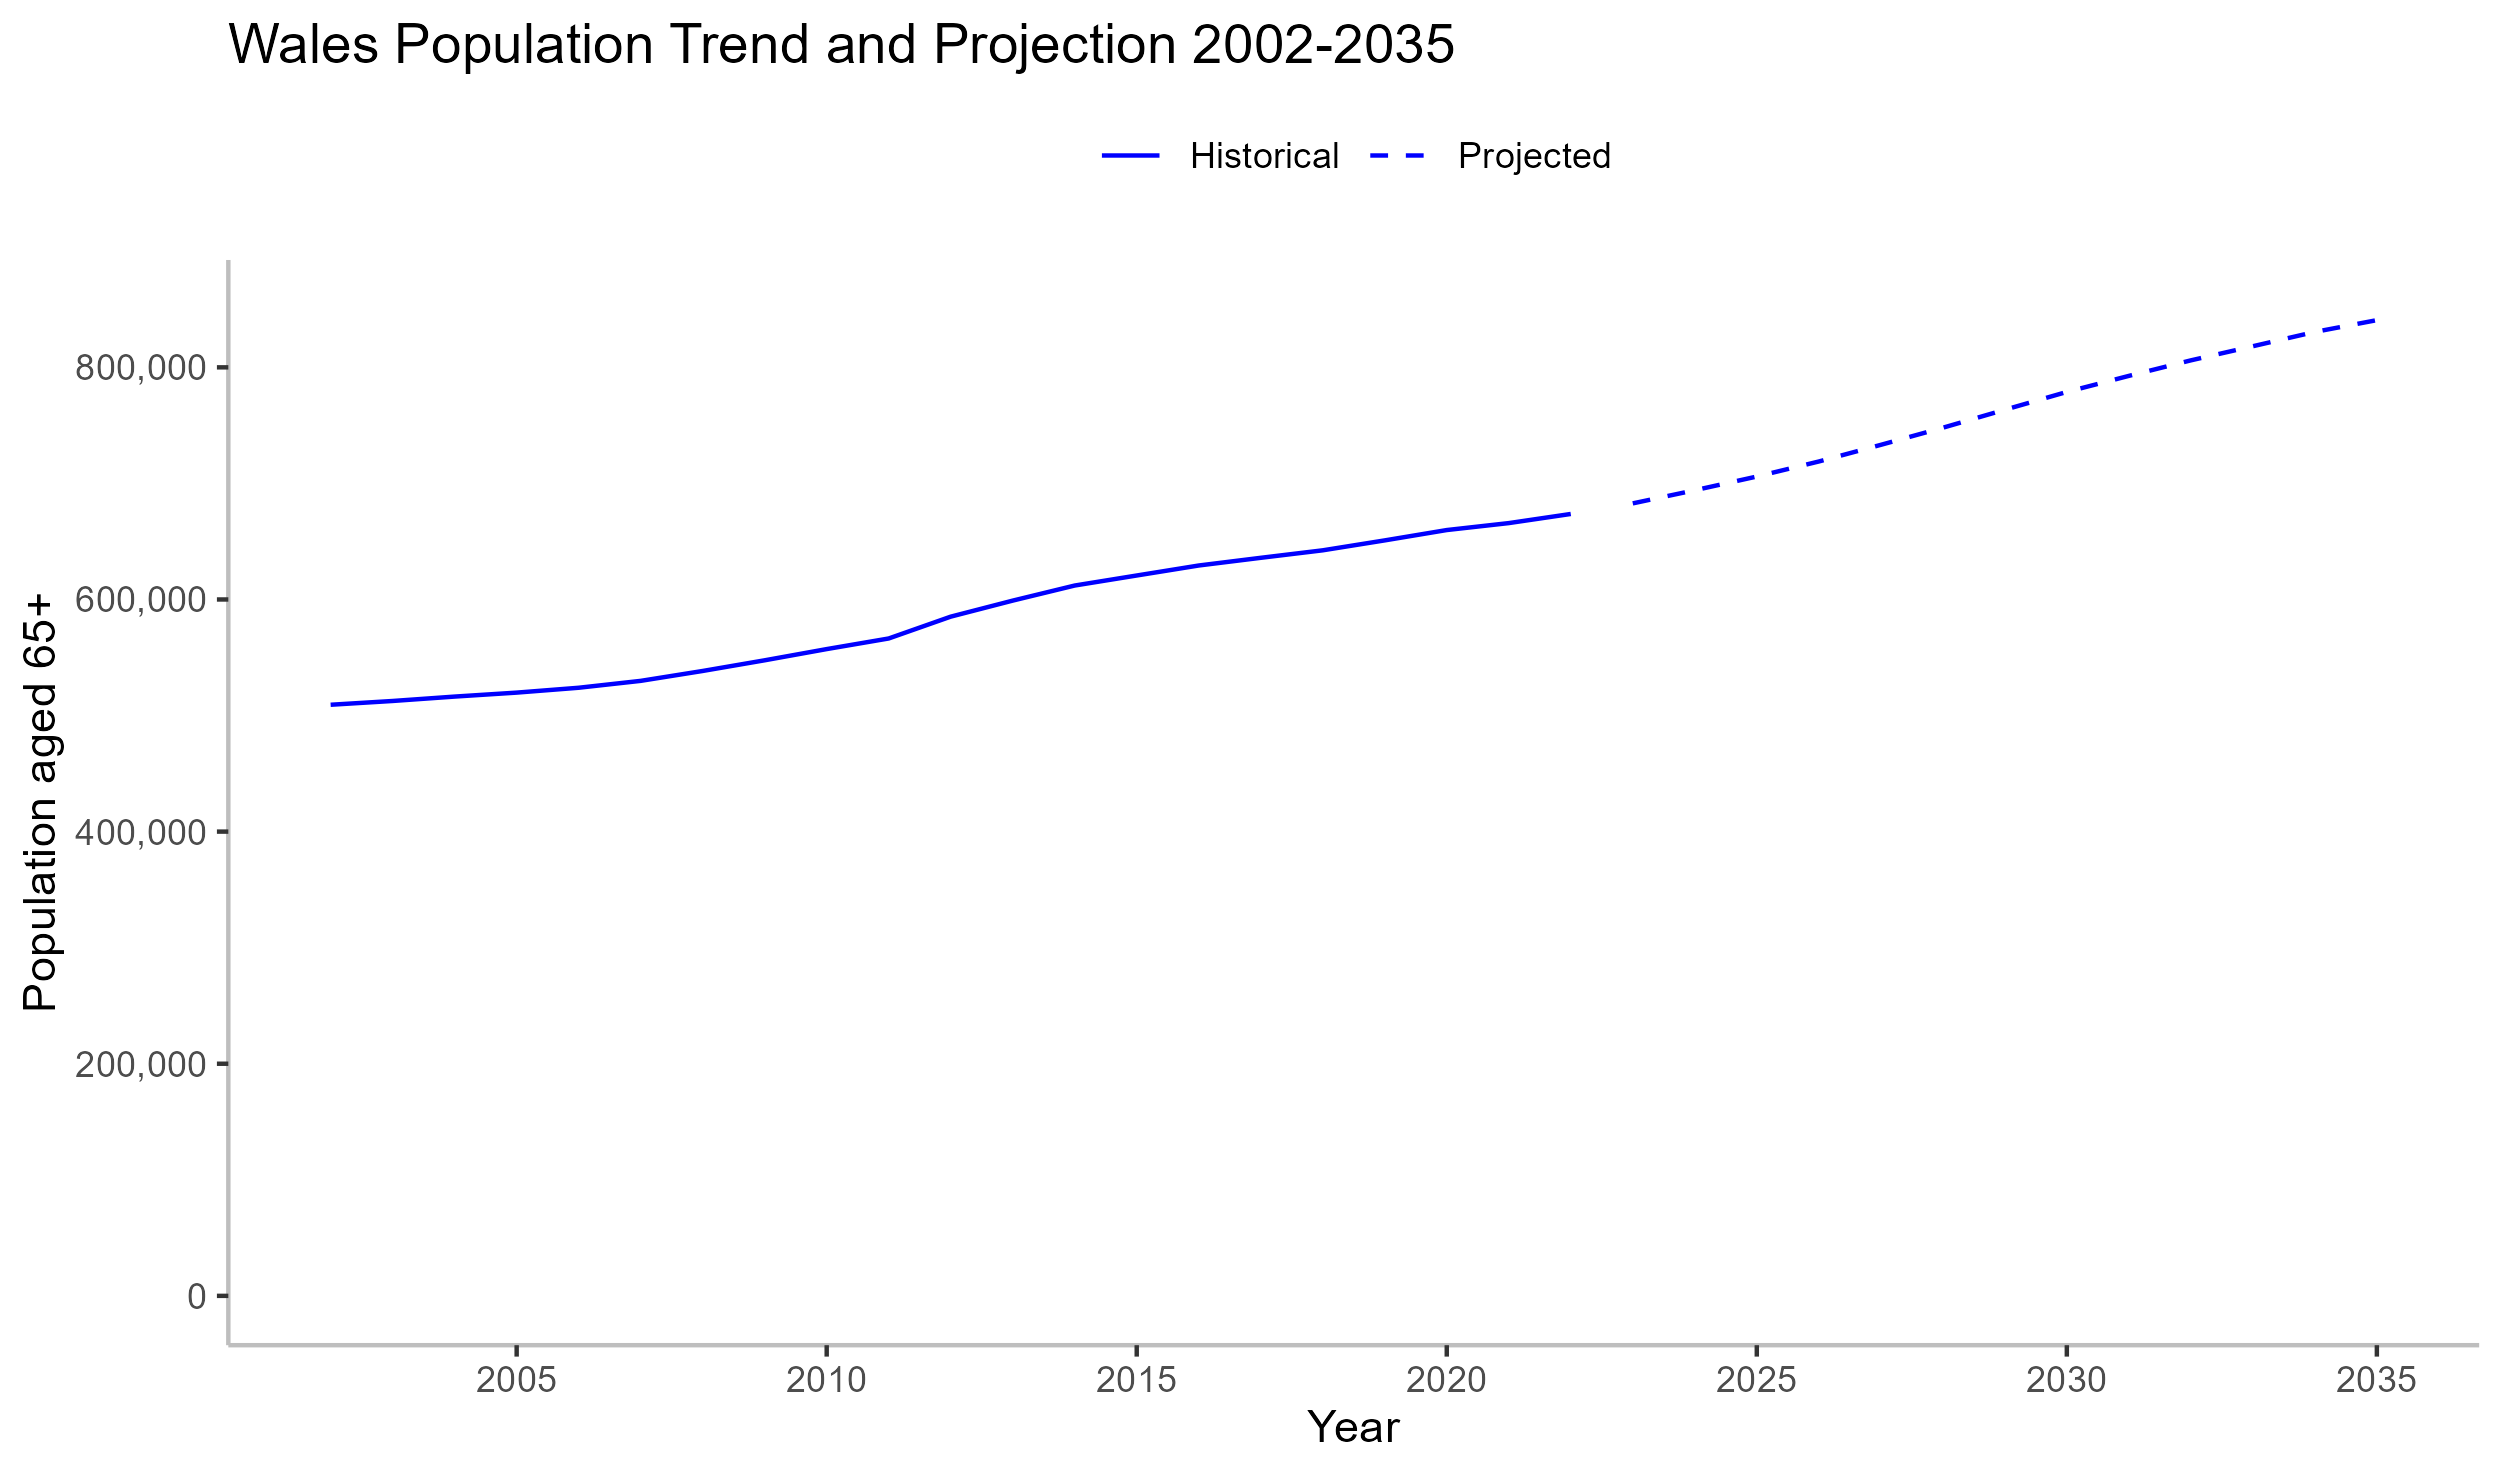 Wales Population Trend and Projection 2002-2035
Historical
Projected
Population aged 65+
800,000
600,000
400,000
200,000
0
2005
2010
2015
2020
2025
2030
2035
Year